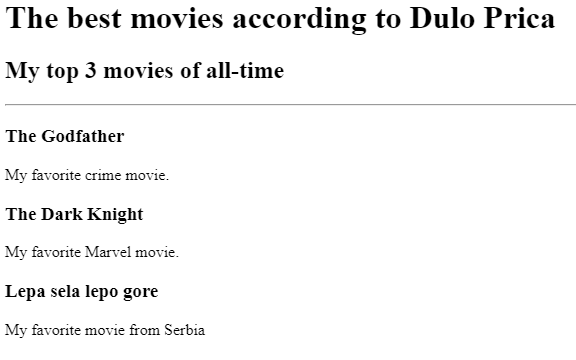 The best movies according to Dulo Prica
My top 3 movies of all-time
The Godfather
My favorite crime movie.
The Dark Knight
My favorite Marvel movie.
Lepa sela lepo gore
My favorite movie from Serbia